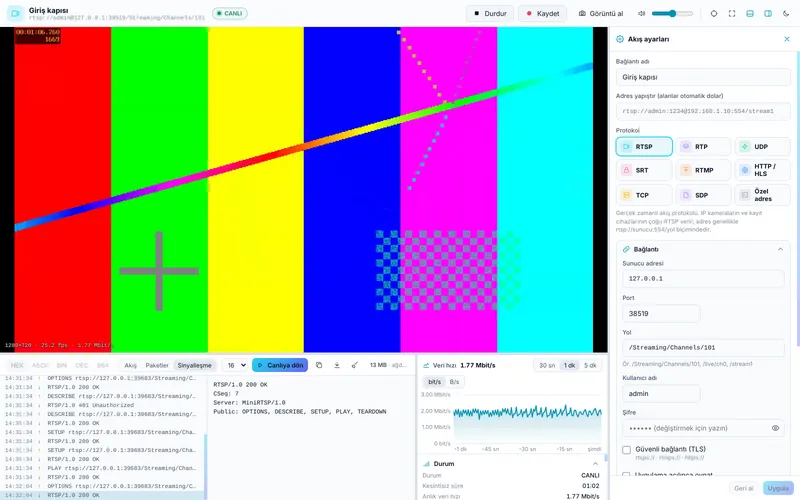 Giriş kapısı
rtsp://admin@127.0.0.1:38519/Streaming/Channels/101
CANLI
Durdur
Kaydet
Görüntü al
00:01:06.760
1669
1280×720 · 25.2 fps · 1.77 Mbit/s
HEX ASCII BIN DEC B64
Akış Paketler Sinyalleşme
16
Canlıya dön
13 MB
14:31:34 ↑ OPTIONS rtsp://127.0.0.1:39683/Streaming/C…
14:31:34 ↓ RTSP/1.0 200 OK
14:31:34 ↑ DESCRIBE rtsp://127.0.0.1:39683/Streaming/…
14:31:34 ↓ RTSP/1.0 401 Unauthorized
14:31:34 ↑ DESCRIBE rtsp://127.0.0.1:39683/Streaming/…
14:31:34 ↓ RTSP/1.0 200 OK
14:31:34 ↑ SETUP rtsp://127.0.0.1:39683/Streaming/Cha…
14:31:34 ↓ RTSP/1.0 200 OK
14:31:34 ↑ SETUP rtsp://127.0.0.1:39683/Streaming/Cha…
14:31:34 ↓ RTSP/1.0 200 OK
14:31:34 ↑ PLAY rtsp://127.0.0.1:39683/Streaming/Chan…
14:31:34 ↓ RTSP/1.0 200 OK
14:32:04 ↑ OPTIONS rtsp://127.0.0.1:39683/Streaming/C…
14:32:04 ↓ RTSP/1.0 200 OK
RTSP/1.0 200 OK
CSeq: 7
Server: MiniRTSP/1.0
Public: OPTIONS, DESCRIBE, SETUP, PLAY, TEARDOWN
Veri hızı 1.77 Mbit/s
30 sn 1 dk 5 dk
bit/s B/s
3.00 Mbit/s
2.00 Mbit/s
1.00 Mbit/s
0 bit/s
−1 dk −45 sn −30 sn −15 sn şimdi
Durum
Durum CANLI
Kesintisiz süre 01:02
Anlık veri hızı 1.77 Mbit/s
Akış ayarları
Bağlantı adı
Giriş kapısı
Adres yapıştır (alanlar otomatik dolar)
rtsp://admin:1234@192.168.1.10:554/stream1
Protokol
RTSP
RTP
UDP
SRT
RTMP
HTTP / HLS
TCP
SDP
Özel adres
Gerçek zamanlı akış protokolü. IP kameraların ve kayıt
cihazlarının çoğu RTSP verir; adres genellikle
rtsp://sunucu:554/yol biçimindedir.
Bağlantı
Sunucu adresi
127.0.0.1
Port
38519
Yol
/Streaming/Channels/101
Ör. /Streaming/Channels/101, /live/ch0, /stream1
Kullanıcı adı
admin
Şifre
•••••• (değiştirmek için yazın)
Güvenli bağlantı (TLS)
Uygulama açılınca oynat
Geri al
Uygula